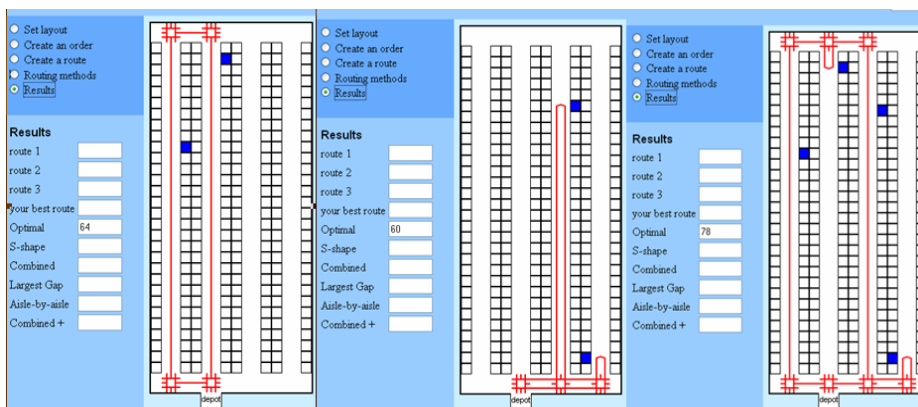 Set layout
Create an order
Create a route
Routing methods
Results
Results
route 1
route 2
route 3
your best route
Optimal 64
S-shape
Combined
Largest Gap
Aisle-by-aisle
Combined +
depot
Set layout
Create an order
Create a route
Routing methods
Results
Results
route 1
route 2
route 3
your best route
Optimal 60
S-shape
Combined
Largest Gap
Aisle-by-aisle
Combined +
depot
Set layout
Create an order
Create a route
Routing methods
Results
Results
route 1
route 2
route 3
your best route
Optimal 78
S-shape
Combined
Largest Gap
Aisle-by-aisle
Combined +
depot